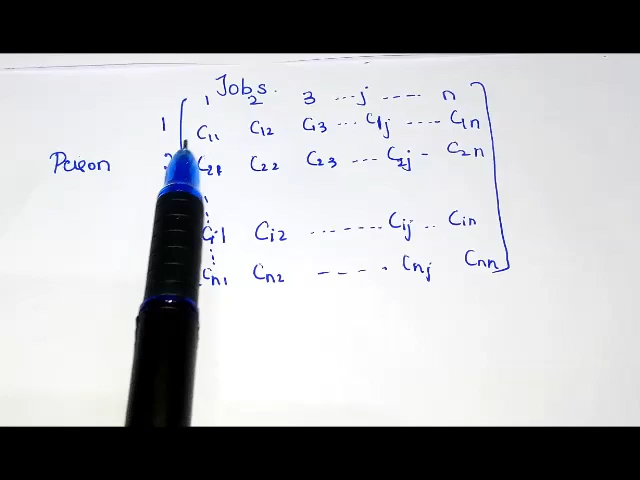 Jobs.
1 2 3 ... j ..... n
1 C11 C12 C13 ... C1j .... C1n
Person C22 C23 ... C2j - C2n
Ci2 ....... Cij .. Cin
Cn1 Cn2 - - - - . Cnj Cnn